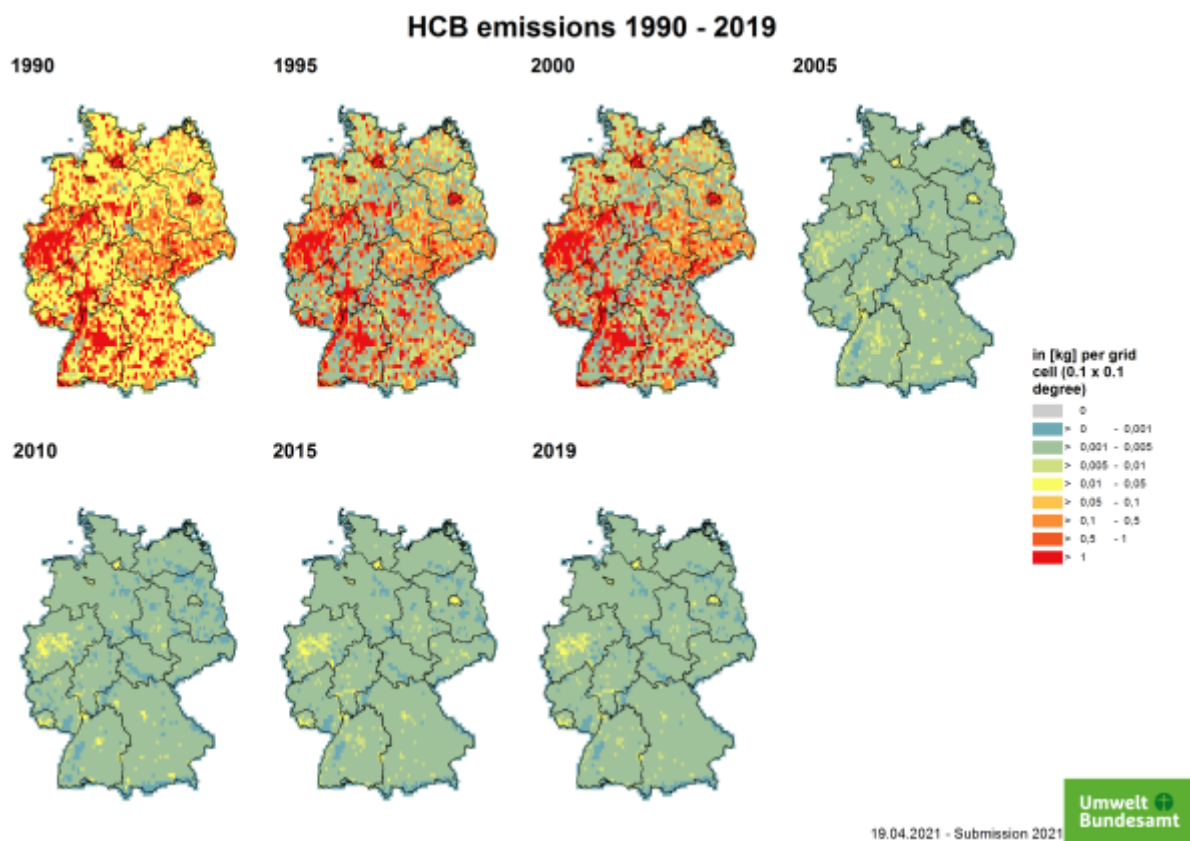 HCB emissions 1990 - 2019
1990
1995
2000
2005
in [kg] per grid
cell (0.1 x 0.1
degree)
0
> 0 - 0,001
> 0,001 - 0,005
> 0,005 - 0,01
> 0,01 - 0,05
> 0,05 - 0,1
> 0,1 - 0,5
> 0,5 - 1
> 1
2010
2015
2019
Umwelt
Bundesamt
19.04.2021 - Submission 2021